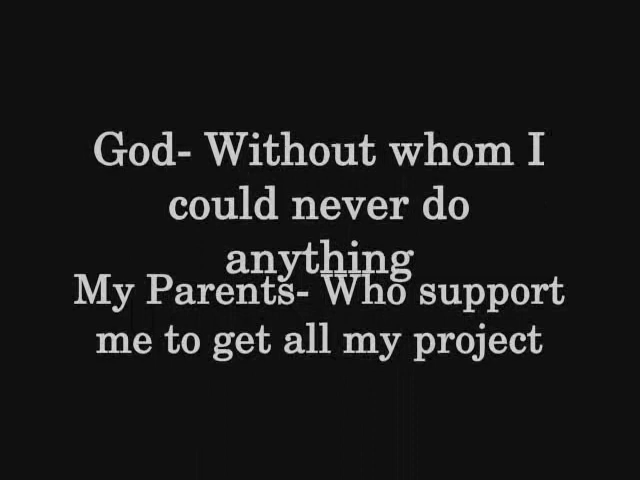 God- Without whom I
could never do
anything
My Parents- Who support
me to get all my project